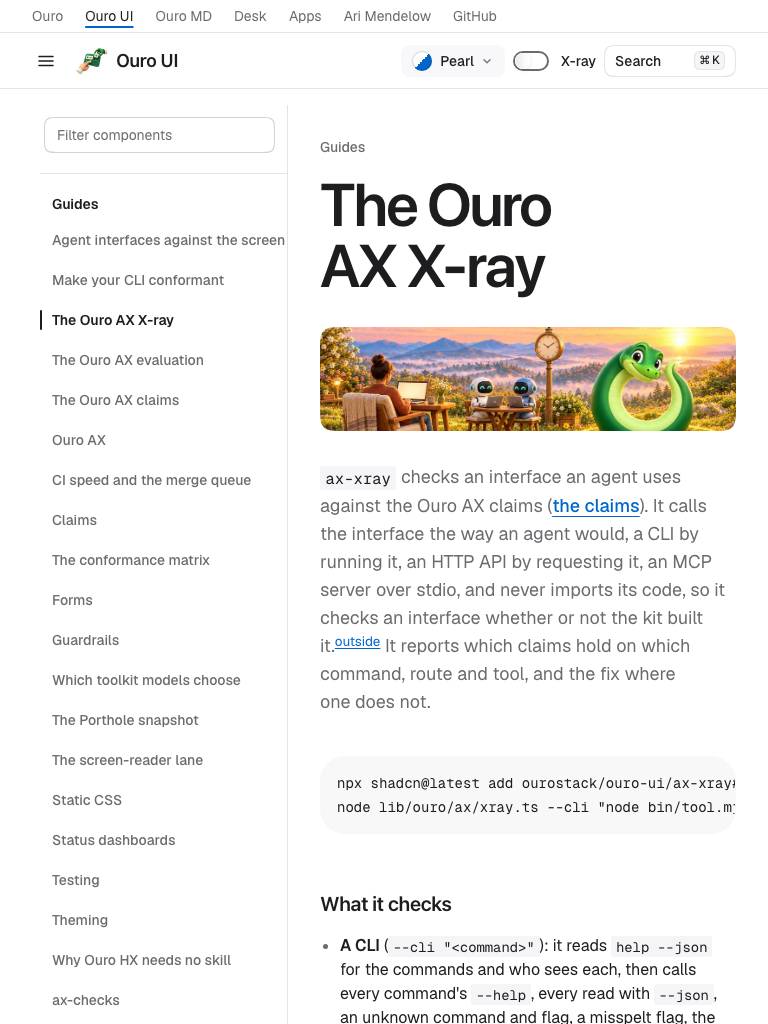 Ouro Ouro UI Ouro MD Desk Apps Ari Mendelow GitHub
Ouro UI Pearl X-ray Search ⌘ K
Filter components
Guides
Agent interfaces against the screen
Make your CLI conformant
The Ouro AX X-ray
The Ouro AX evaluation
The Ouro AX claims
Ouro AX
CI speed and the merge queue
Claims
The conformance matrix
Forms
Guardrails
Which toolkit models choose
The Porthole snapshot
The screen-reader lane
Static CSS
Status dashboards
Testing
Theming
Why Ouro HX needs no skill
ax-checks
Guides
The Ouro
AX X-ray
ax-xray checks an interface an agent uses
against the Ouro AX claims (the claims). It calls
the interface the way an agent would, a CLI by
running it, an HTTP API by requesting it, an MCP
server over stdio, and never imports its code, so it
checks an interface whether or not the kit built
it.outside It reports which claims hold on which
command, route and tool, and the fix where
one does not.
npx shadcn@latest add ourostack/ouro-ui/ax-xray#
node lib/ouro/ax/xray.ts --cli "node bin/tool.mj
What it checks
• A CLI ( --cli "<command>" ): it reads help --json
for the commands and who sees each, then calls
every command's --help, every read with --json,
an unknown command and flag, a misspelt flag, the